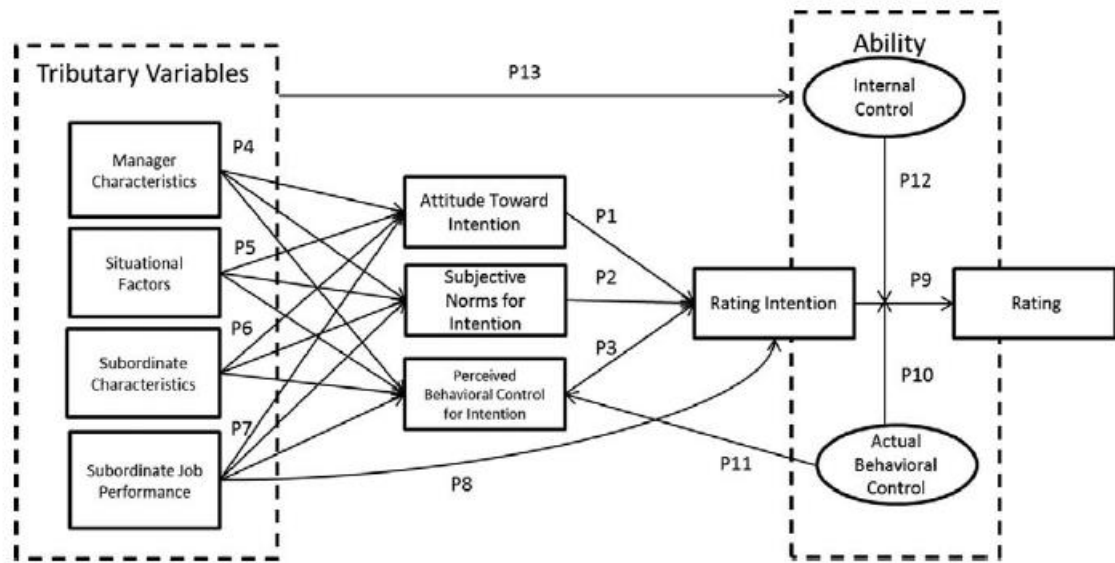 Tributary Variables
Manager
Characteristics
Situational
Factors
Subordinate
Characteristics
Subordinate Job
Performance
P4
P5
P6
P7
P13
Attitude Toward
Intention
Subjective
Norms for
Intention
Perceived
Behavioral Control
for Intention
P1
P2
P3
P8
P11
Rating Intention
Ability
Internal
Control
P12
P9
P10
Actual
Behavioral
Control
Rating